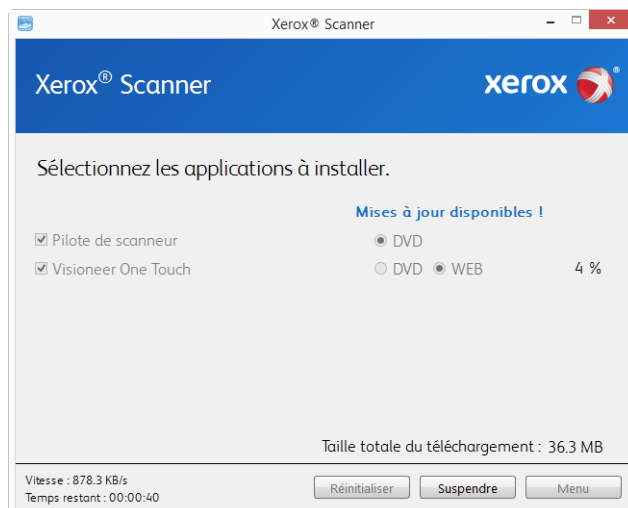 Xerox® Scanner
Xerox® Scanner
xerox®
Sélectionnez les applications à installer.
Mises à jour disponibles !
Pilote de scanneur DVD
Visioneer One Touch DVD WEB 4 %
Taille totale du téléchargement : 36.3 MB
Vitesse : 878.3 KB/s
Temps restant : 00:00:40
Réinitialiser Suspendre Menu